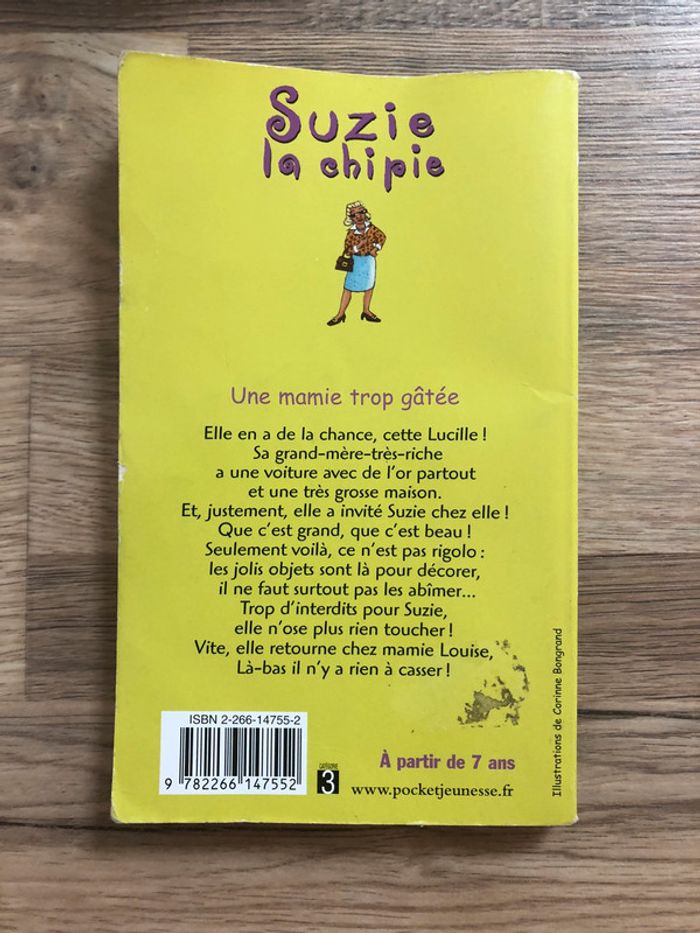 Suzie
la chipie
Une mamie trop gâtée
Elle en a de la chance, cette Lucille !
Sa grand-mère-très-riche
a une voiture avec de l'or partout
et une très grosse maison.
Et, justement, elle a invité Suzie chez elle !
Que c'est grand, que c'est beau !
Seulement voilà, ce n'est pas rigolo :
les jolis objets sont là pour décorer,
il ne faut surtout pas les abîmer...
Trop d'interdits pour Suzie,
elle n'ose plus rien toucher !
Vite, elle retourne chez mamie Louise,
Là-bas il n'y a rien à casser !
Illustrations de Corinne Bongrand
ISBN 2-266-14755-2
9 782266 147552
CATÉGORIE
3
À partir de 7 ans
www.pocketjeunesse.fr